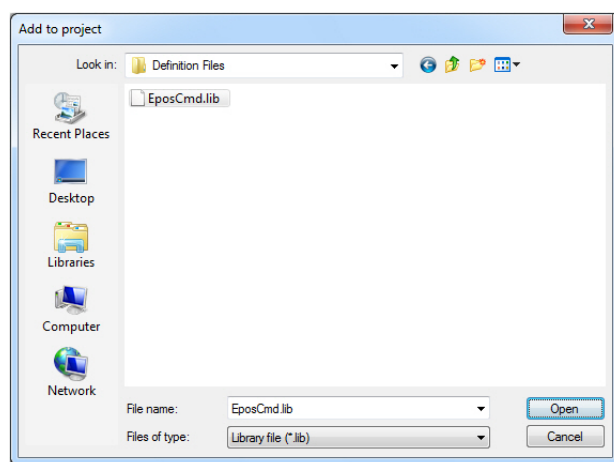 Add to project
Look in: Definition Files
EposCmd.lib
Recent Places
Desktop
Libraries
Computer
Network
File name: EposCmd.lib Open
Files of type: Library file (*.lib) Cancel